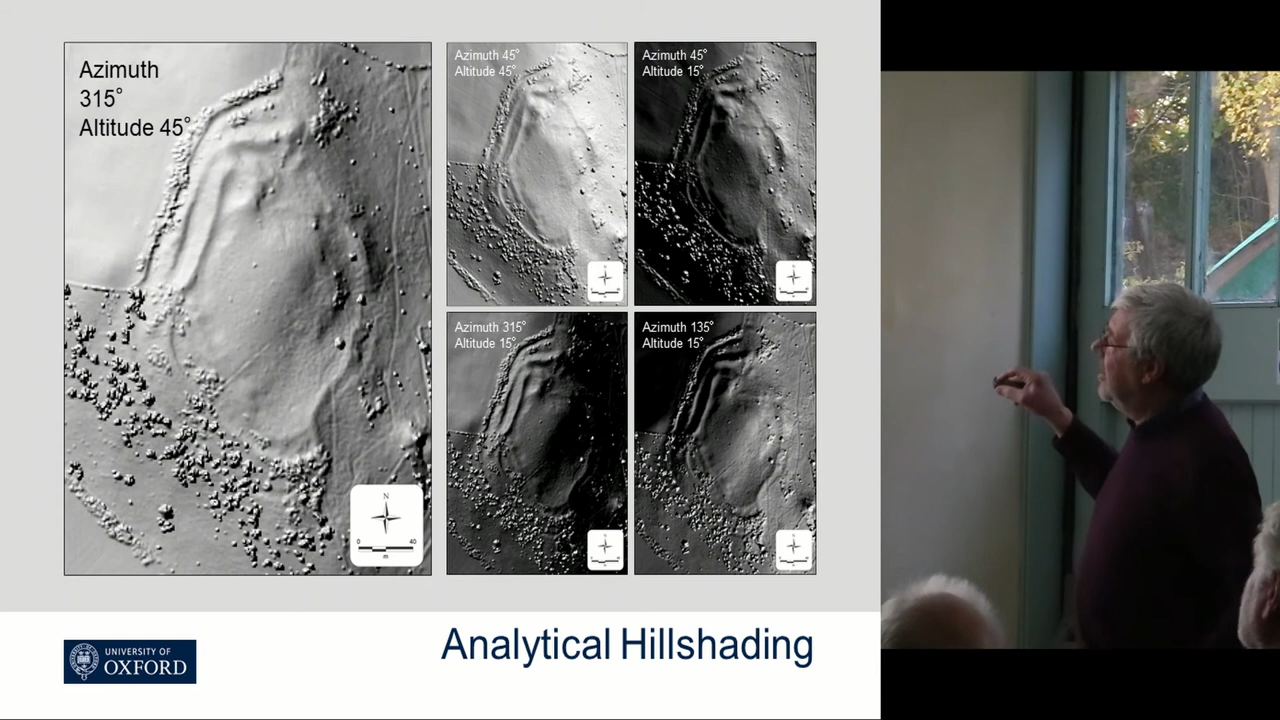 Azimuth
315°
Altitude 45°
N
0 40
m
Azimuth 45°
Altitude 45°
Azimuth 45°
Altitude 15°
Azimuth 315°
Altitude 15°
Azimuth 135°
Altitude 15°
UNIVERSITY OF
OXFORD
Analytical Hillshading